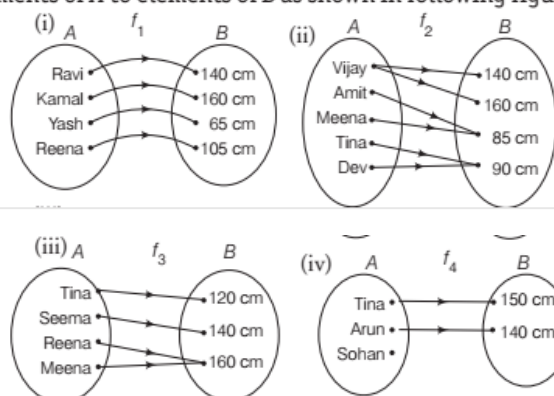 ements of A to elements of B as shown in following figu
(i) A f1 B
Ravi 140 cm
Kamal 160 cm
Yash 65 cm
Reena 105 cm
(ii) A f2 B
Vijay 140 cm
Amit 160 cm
Meena 85 cm
Tina 90 cm
Dev
(iii) A f3 B
Tina 120 cm
Seema 140 cm
Reena 160 cm
Meena
(iv) A f4 B
Tina 150 cm
Arun 140 cm
Sohan